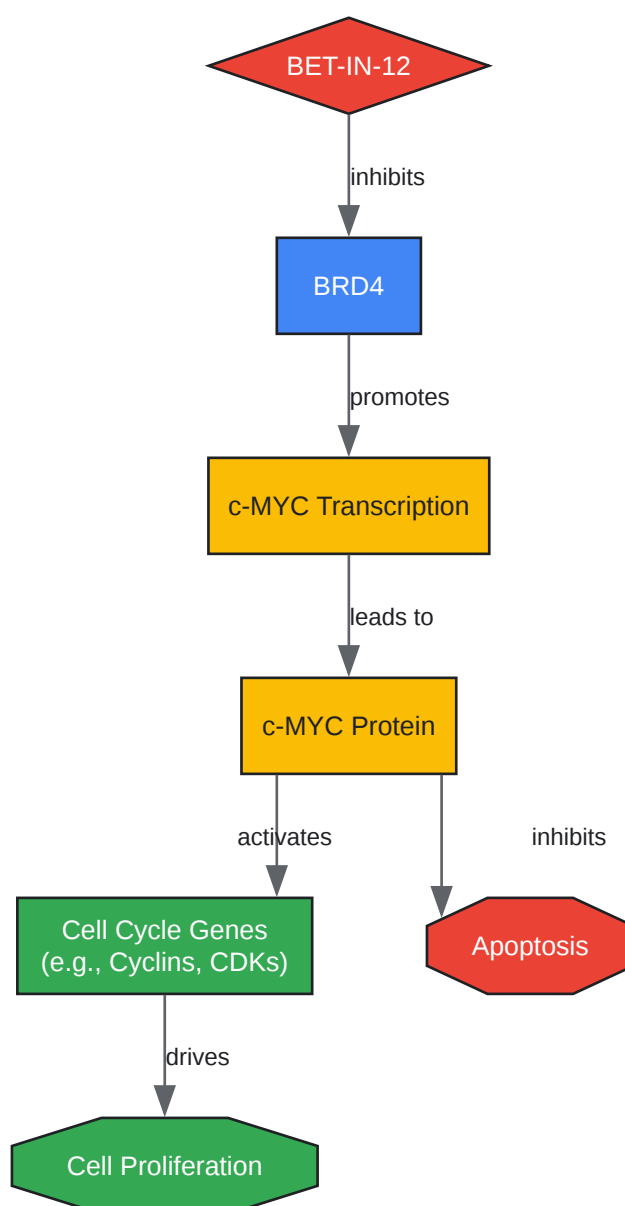 BET-IN-12
inhibits
BRD4
promotes
c-MYC Transcription
leads to
c-MYC Protein
activates
inhibits
Cell Cycle Genes
(e.g., Cyclins, CDKs)
Apoptosis
drives
Cell Proliferation